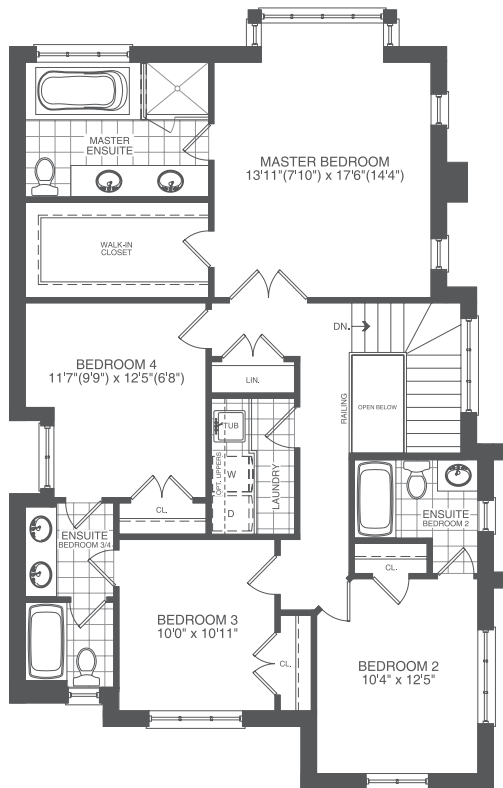 MASTER
ENSUITE
MASTER BEDROOM
13'11"(7'10") x 17'6"(14'4")
WALK-IN
CLOSET
DN.
BEDROOM 4
11'7"(9'9") x 12'5"(6'8")
LIN.
RAILING
OPEN BELOW
TUB
OPT. UPPERS
W
D
LAUNDRY
CL.
ENSUITE
BEDROOM 2
ENSUITE
BEDROOM 3/4
CL.
BEDROOM 3
10'0" x 10'11"
CL.
BEDROOM 2
10'4" x 12'5"